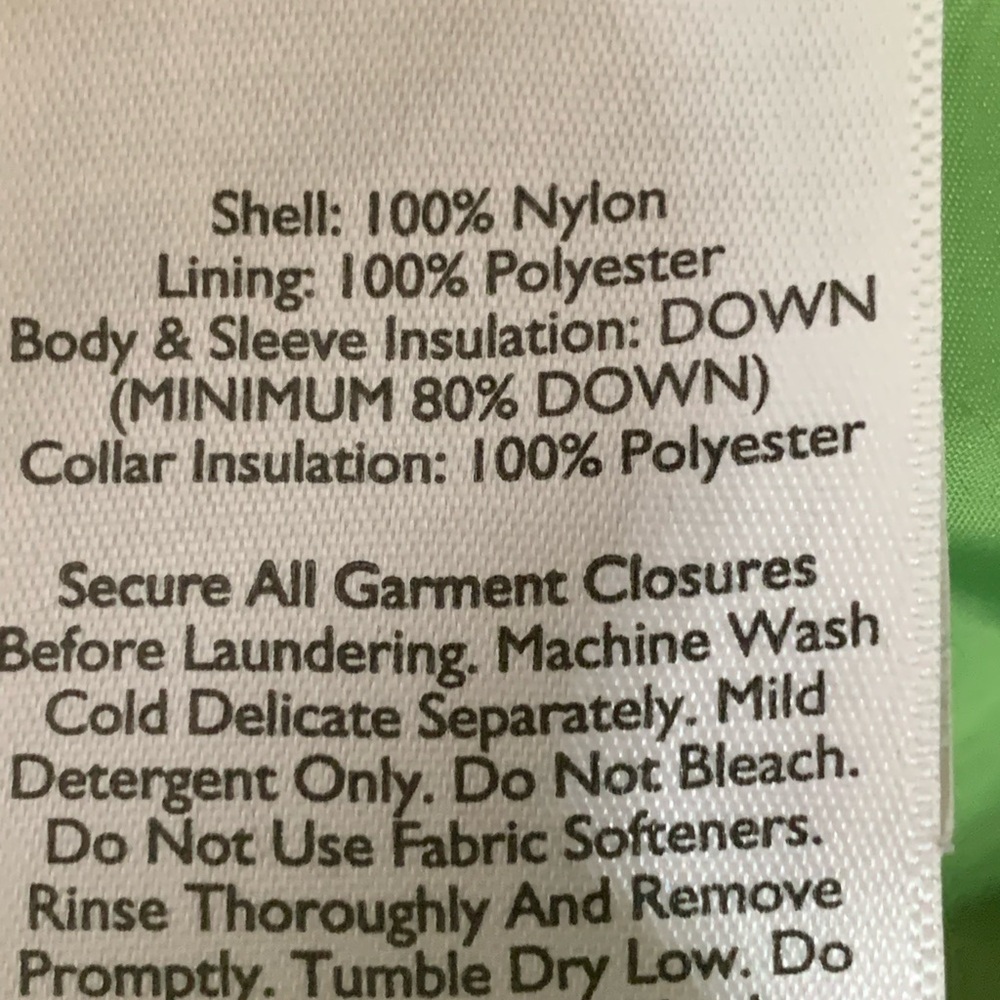 Shell: 100% Nylon
Lining: 100% Polyester
Body & Sleeve Insulation: DOWN
(MINIMUM 80% DOWN)
Collar Insulation: 100% Polyester
Secure All Garment Closures
Before Laundering. Machine Wash
Cold Delicate Separately. Mild
Detergent Only. Do Not Bleach.
Do Not Use Fabric Softeners.
Rinse Thoroughly And Remove
Promptly. Tumble Dry Low. Do